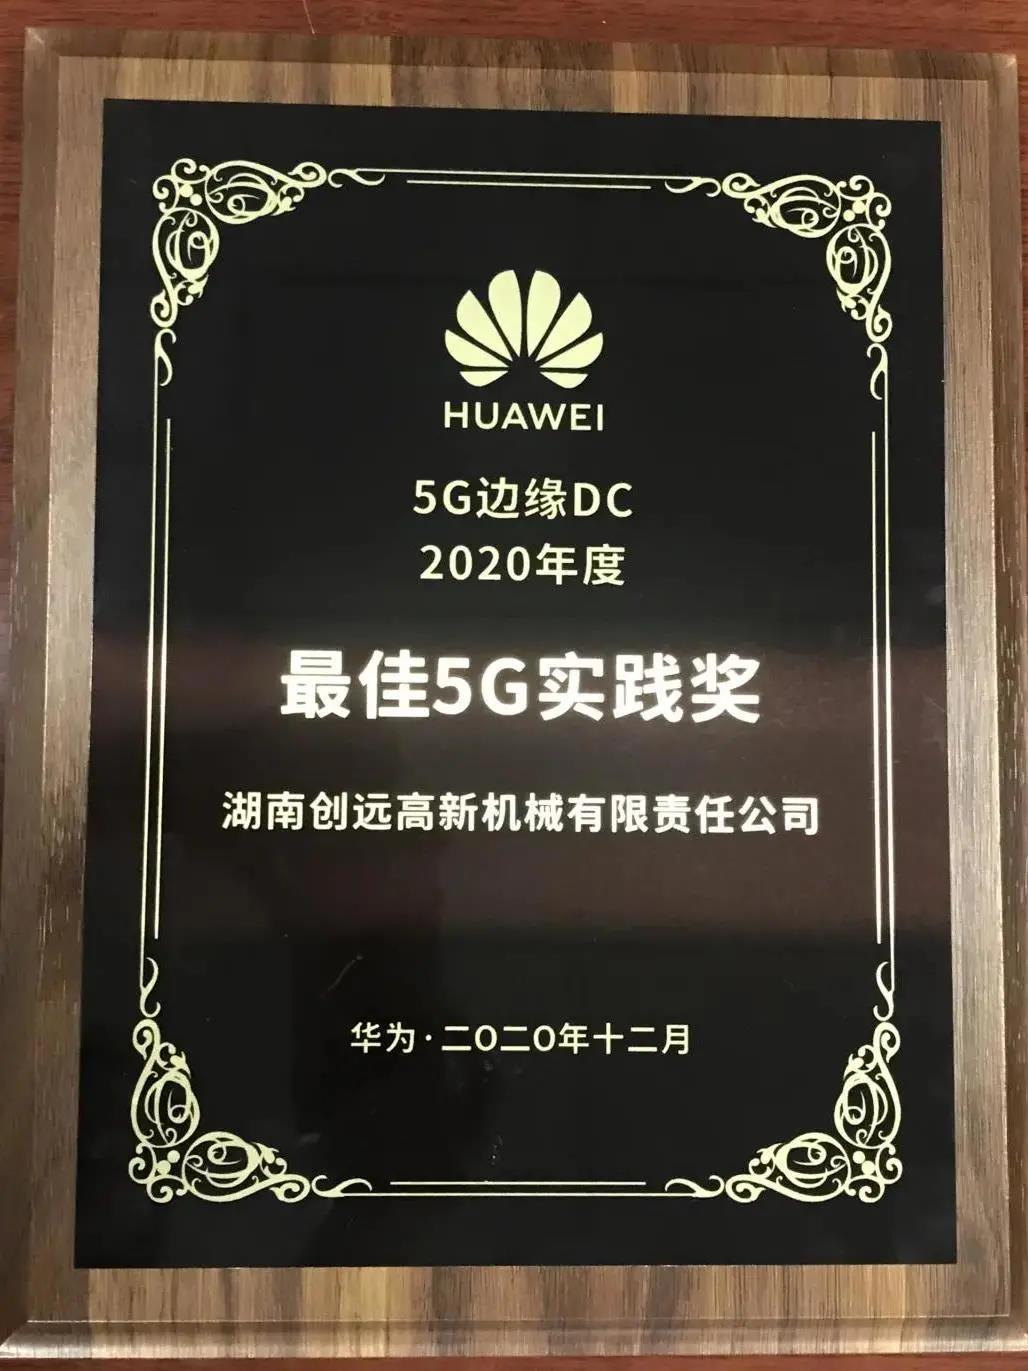 HUAWEI
5G边缘DC
2020年度
最佳5G实践奖
湖南创远高新机械有限责任公司
华为·二〇二〇年十二月